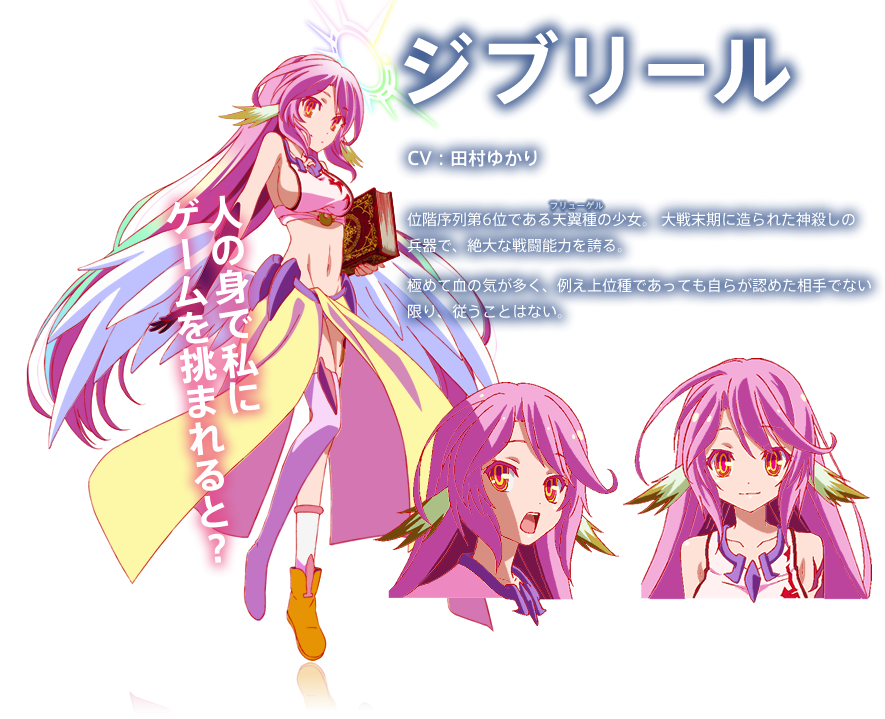 ジブリール
CV：田村ゆかり
フリューゲル
位階序列第6位である天翼種の少女。大戦末期に造られた神殺しの
兵器で、絶大な戦闘能力を誇る。
極めて血の気が多く、例え上位種であっても自らが認めた相手でない
限り、従うことはない。
人の身で私に
ゲームを挑まれると？